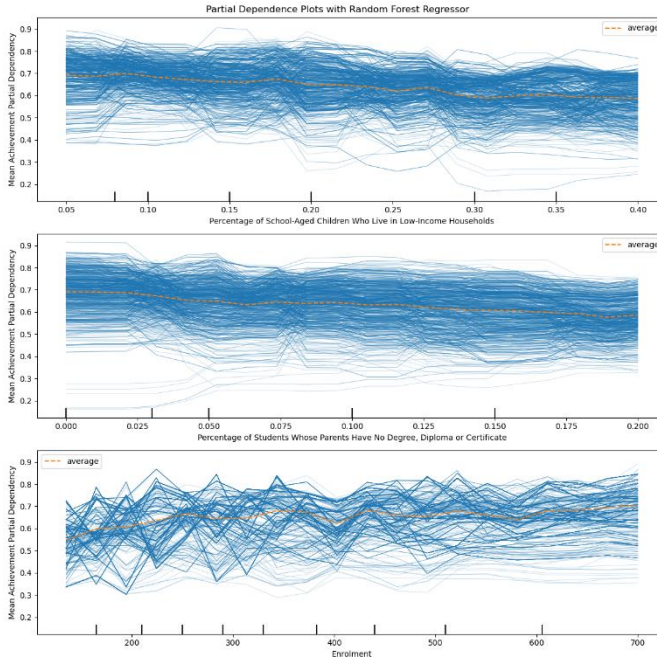 Partial Dependence Plots with Random Forest Regressor
average
0.9
0.8
0.7
0.6
0.5
0.4
0.3
0.2
Mean Achievement Partial Dependency
0.05 0.10 0.15 0.20 0.25 0.30 0.35 0.40
Percentage of School-Aged Children Who Live in Low-Income Households
average
0.9
0.8
0.7
0.6
0.5
0.4
0.3
0.2
Mean Achievement Partial Dependency
0.000 0.025 0.050 0.075 0.100 0.125 0.150 0.175 0.200
Percentage of Students Whose Parents Have No Degree, Diploma or Certificate
average
0.9
0.8
0.7
0.6
0.5
0.4
0.3
0.2
Mean Achievement Partial Dependency
200 300 400 500 600 700
Enrolment